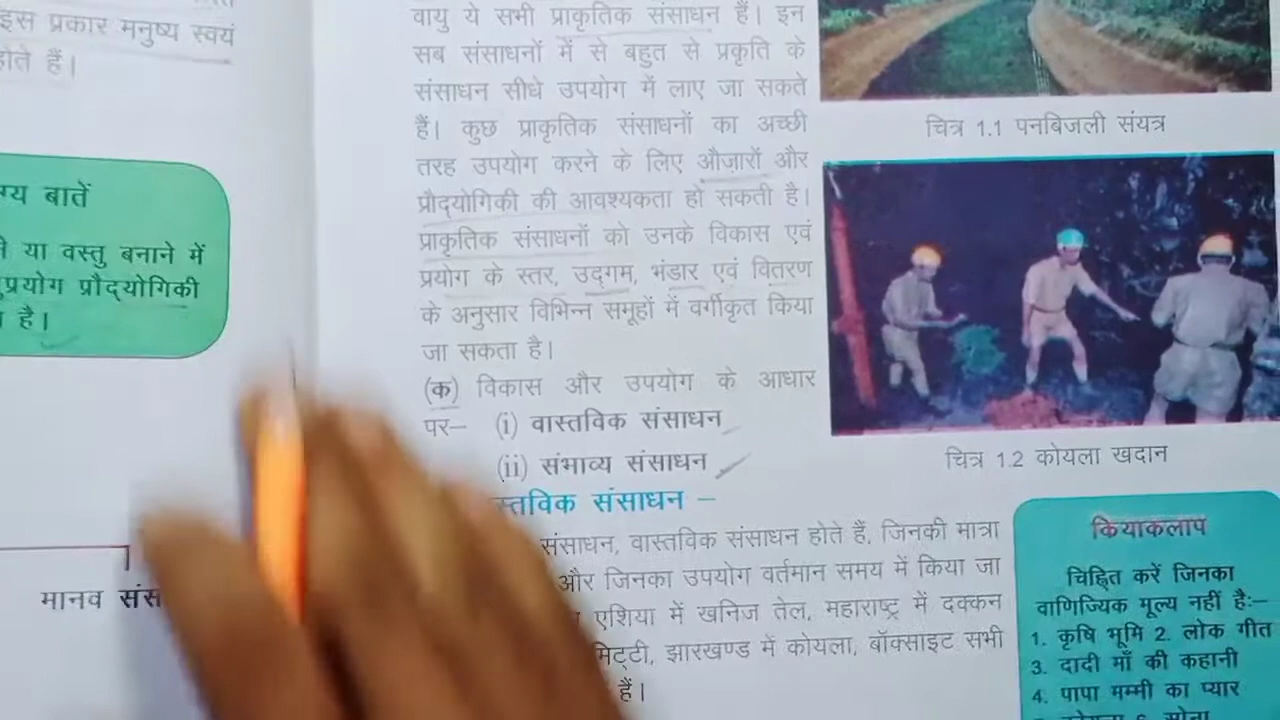 इस प्रकार मनुष्य स्वयं
होते हैं।
ग्य बातें
या वस्तु बनाने में
प्रयोग प्रौद्योगिकी
है।
मानव संस
वायु ये सभी प्राकृतिक संसाधन हैं। इन
सब संसाधनों में से बहुत से प्रकृति के
संसाधन सीधे उपयोग में लाए जा सकते
हैं। कुछ प्राकृतिक संसाधनों का अच्छी
तरह उपयोग करने के लिए औज़ारों और
प्रौद्योगिकी की आवश्यकता हो सकती है।
प्राकृतिक संसाधनों को उनके विकास एवं
प्रयोग के स्तर, उद्गम, भंडार एवं वितरण
के अनुसार विभिन्न समूहों में वर्गीकृत किया
जा सकता है।
(क) विकास और उपयोग के आधार
पर– (i) वास्तविक संसाधन
(ii) संभाव्य संसाधन
स्तविक संसाधन –
संसाधन, वास्तविक संसाधन होते हैं, जिनकी मात्रा
और जिनका उपयोग वर्तमान समय में किया जा
एशिया में खनिज तेल, महाराष्ट्र में दक्कन
मिट्टी, झारखण्ड में कोयला, बॉक्साइट सभी
हैं।
चित्र 1.1 पनबिजली संयत्र
चित्र 1.2 कोयला खदान
कियाकलाप
चिह्नित करें जिनका
वाणिज्यिक मूल्य नहीं है:–
1. कृषि भूमि 2. लोक गीत
3. दादी माँ की कहानी
4. पापा मम्मी का प्यार